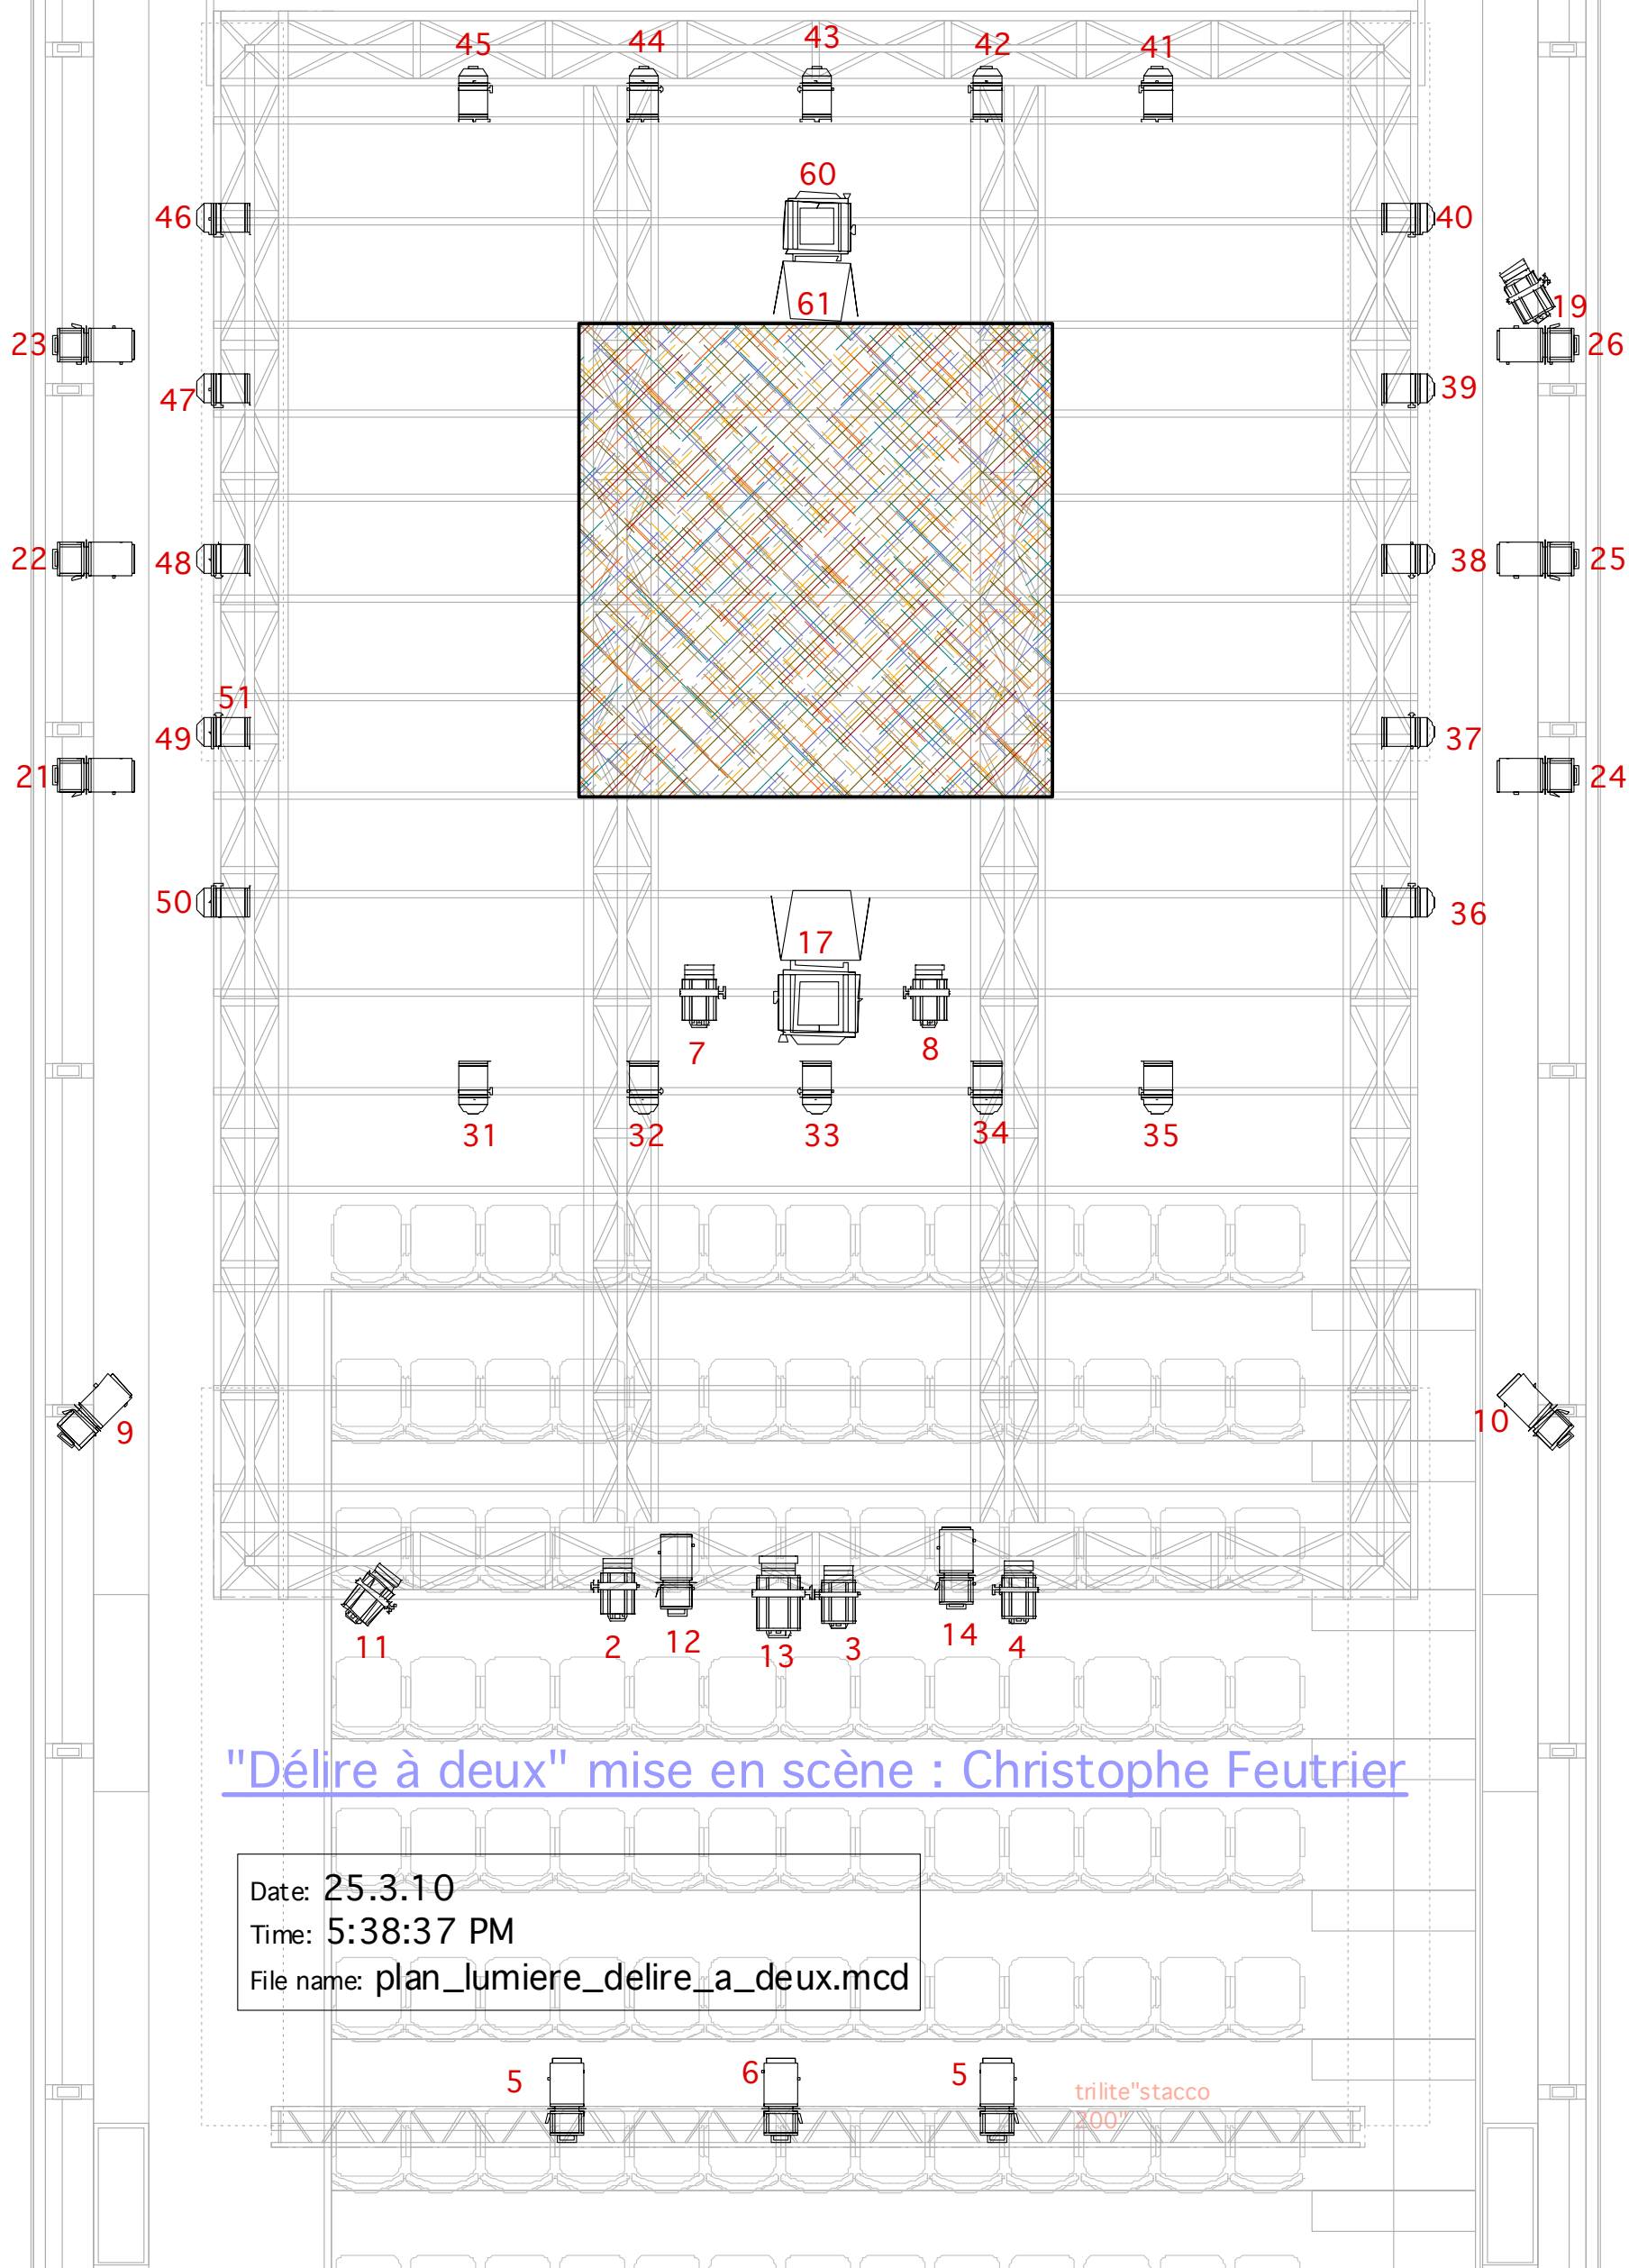 45 44 43 42 41
60
46 40
61 19
23 26
47 39
22 48 38 25
51
49 37
21 24
50 36
17
7 8
31 32 33 34 35
9 10
11 2 12 13 3 14 4
"Délire à deux" mise en scène : Christophe Feutrier
Date: 25.3.10
Time: 5:38:37 PM
File name: plan_lumiere_delire_a_deux.mcd
5 6 5
trilite"stacco
200"